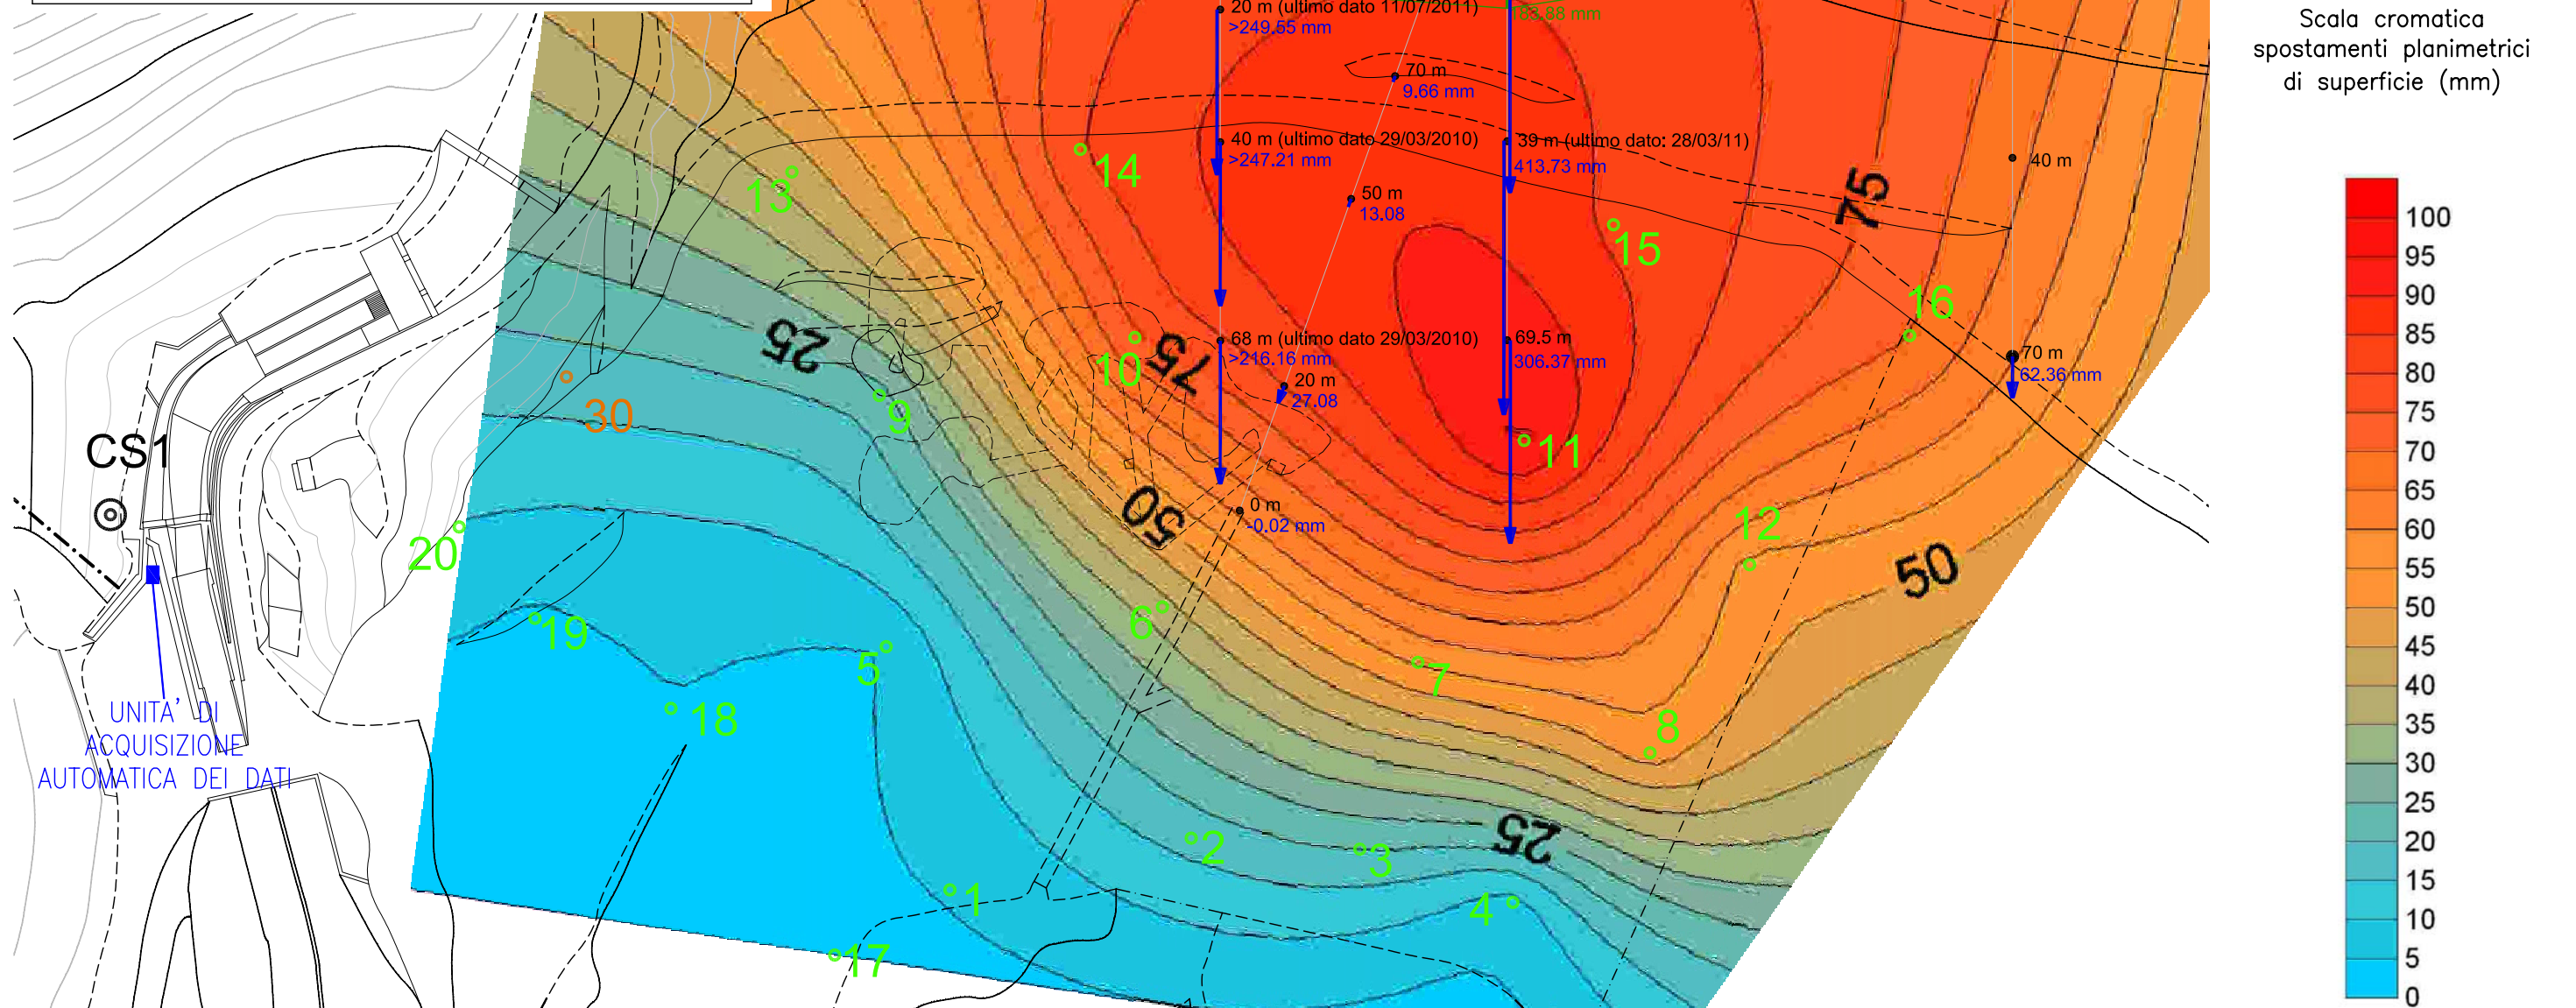 20 m (ultimo dato 11/07/2011)
>249.55 mm
183.88 mm
Scala cromatica
spostamenti planimetrici
di superficie (mm)
70 m
9.66 mm
40 m (ultimo dato 29/03/2010)
>247.21 mm
39 m (ultimo dato: 28/03/11)
413.73 mm
40 m
14
13
50 m
13.08
75
15
16
25
10
75
68 m (ultimo dato 29/03/2010)
>216.16 mm
69.5 m
306.37 mm
70 m
62.36 mm
20 m
27.08
30
9
CS1
11
50
0 m
-0.02 mm
12
20
50
19
6
5
7
18
8
UNITA' DI
ACQUISIZIONE
AUTOMATICA DEI DATI
25
2
3
1
4
17
100
95
90
85
80
75
70
65
60
55
50
45
40
35
30
25
20
15
10
5
0